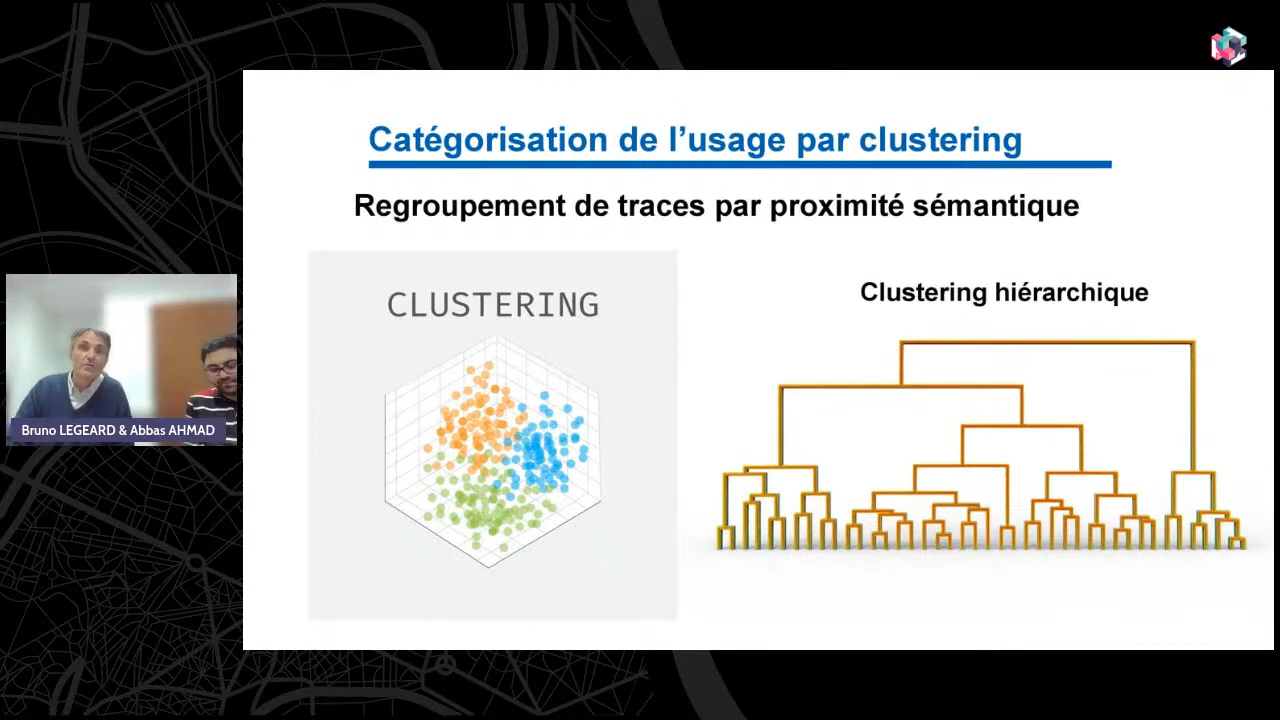 Catégorisation de l’usage par clustering
Regroupement de traces par proximité sémantique
CLUSTERING
Clustering hiérarchique
Bruno LEGEARD & Abbas AHMAD